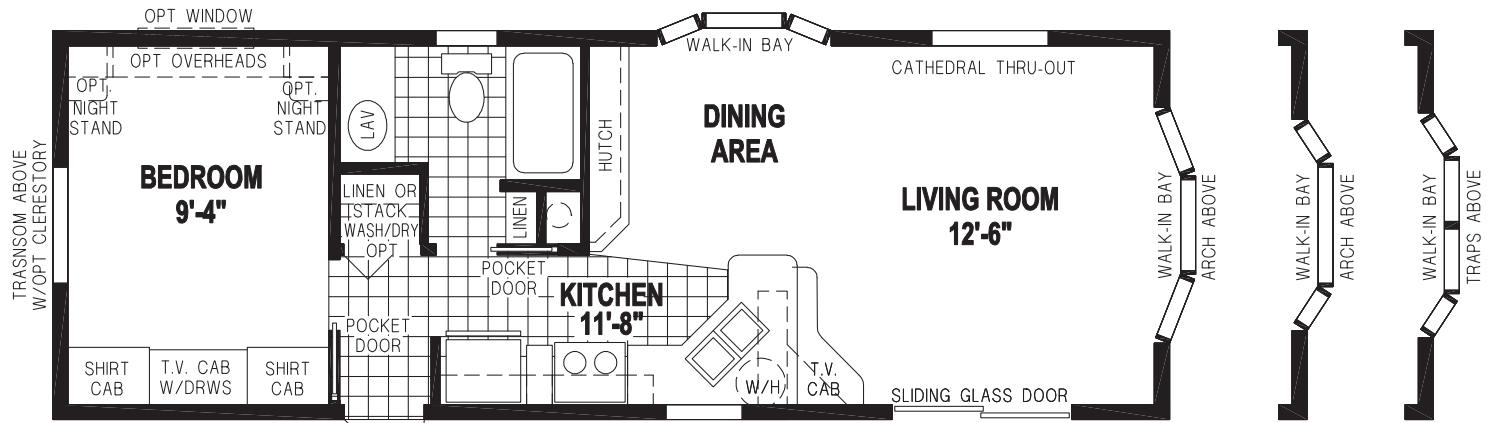 OPT WINDOW
OPT OVERHEADS
OPT.
NIGHT
STAND
OPT.
NIGHT
STAND
TRASNSOM ABOVE
W/OPT CLERESTORY
BEDROOM
9'-4"
SHIRT
CAB
T.V. CAB
W/DRWS
SHIRT
CAB
LAV
LINEN OR
STACK
WASH/DRY
OPT
LINEN
POCKET
DOOR
POCKET
DOOR
HUTCH
KITCHEN
11'-8"
WALK-IN BAY
DINING
AREA
W/H
T.V.
CAB
CATHEDRAL THRU-OUT
LIVING ROOM
12'-6"
SLIDING GLASS DOOR
WALK-IN BAY
ARCH ABOVE
WALK-IN BAY
ARCH ABOVE
WALK-IN BAY
TRAPS ABOVE